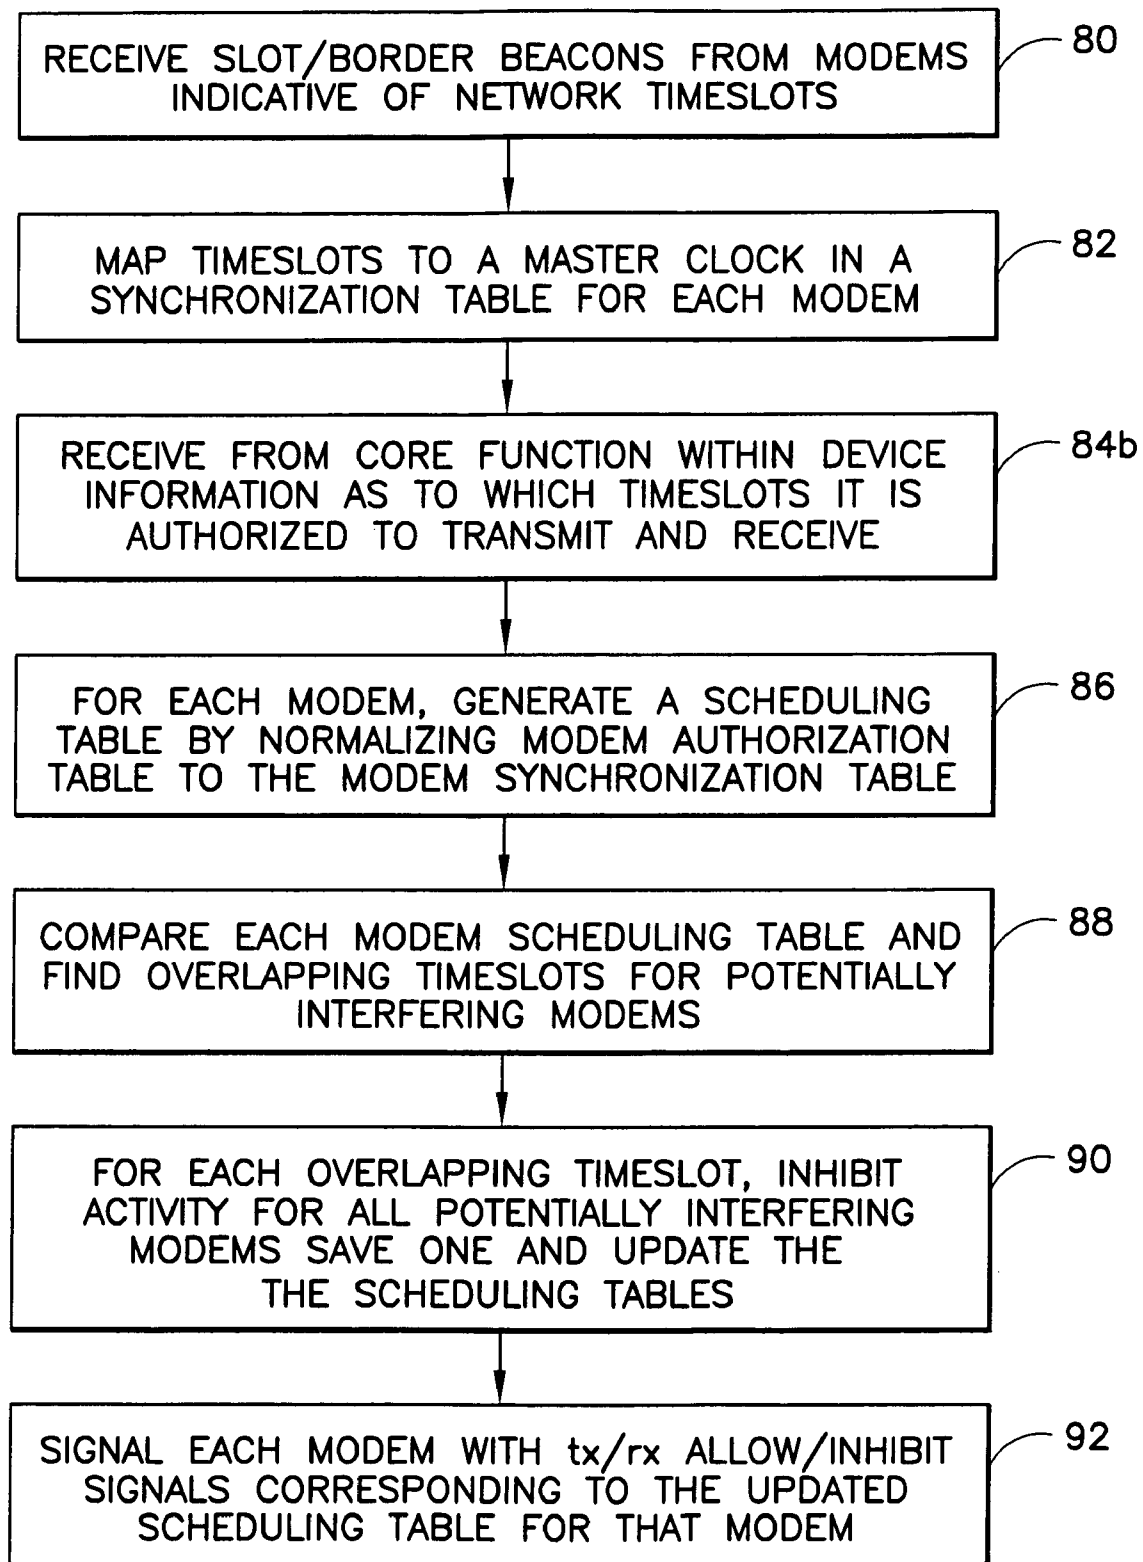 RECEIVE SLOT/BORDER BEACONS FROM MODEMS
INDICATIVE OF NETWORK TIMESLOTS
80
MAP TIMESLOTS TO A MASTER CLOCK IN A
SYNCHRONIZATION TABLE FOR EACH MODEM
82
RECEIVE FROM CORE FUNCTION WITHIN DEVICE
INFORMATION AS TO WHICH TIMESLOTS IT IS
AUTHORIZED TO TRANSMIT AND RECEIVE
84b
FOR EACH MODEM, GENERATE A SCHEDULING
TABLE BY NORMALIZING MODEM AUTHORIZATION
TABLE TO THE MODEM SYNCHRONIZATION TABLE
86
COMPARE EACH MODEM SCHEDULING TABLE AND
FIND OVERLAPPING TIMESLOTS FOR POTENTIALLY
INTERFERING MODEMS
88
FOR EACH OVERLAPPING TIMESLOT, INHIBIT
ACTIVITY FOR ALL POTENTIALLY INTERFERING
MODEMS SAVE ONE AND UPDATE THE
THE SCHEDULING TABLES
90
SIGNAL EACH MODEM WITH tx/rx ALLOW/INHIBIT
SIGNALS CORRESPONDING TO THE UPDATED
SCHEDULING TABLE FOR THAT MODEM
92